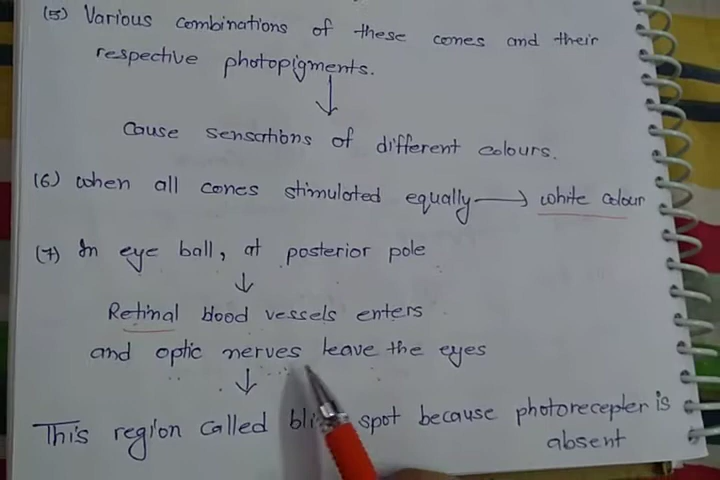 (5) Various combinations of these cones and their
respective photopigments.
↓
Cause sensations of different colours.
(6) When all cones stimulated equally → white colour
(7) In eye ball, at posterior pole
↓
Retinal blood vessels enters
and optic nerves leave the eyes
↓
This region called spot because photorecepter is
absent